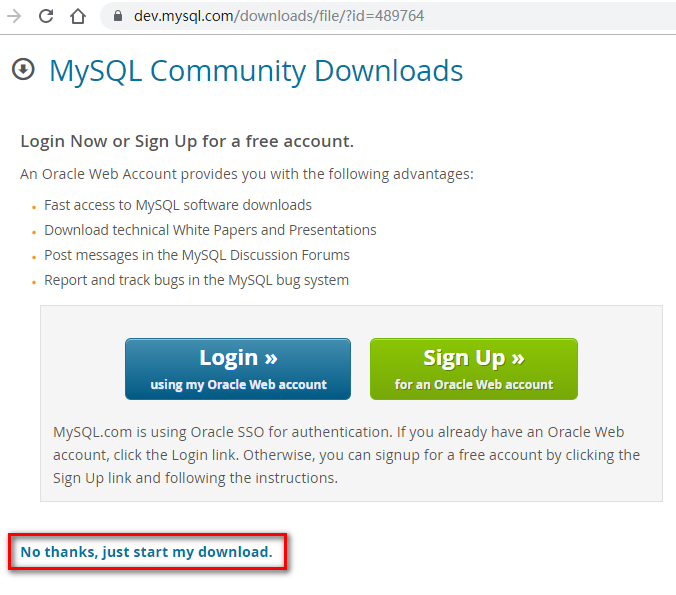 dev.mysql.com/downloads/file/?id=489764
MySQL Community Downloads
Login Now or Sign Up for a free account.
An Oracle Web Account provides you with the following advantages:
Fast access to MySQL software downloads
Download technical White Papers and Presentations
Post messages in the MySQL Discussion Forums
Report and track bugs in the MySQL bug system
Login »
using my Oracle Web account
Sign Up »
for an Oracle Web account
MySQL.com is using Oracle SSO for authentication. If you already have an Oracle Web
account, click the Login link. Otherwise, you can signup for a free account by clicking the
Sign Up link and following the instructions.
No thanks, just start my download.